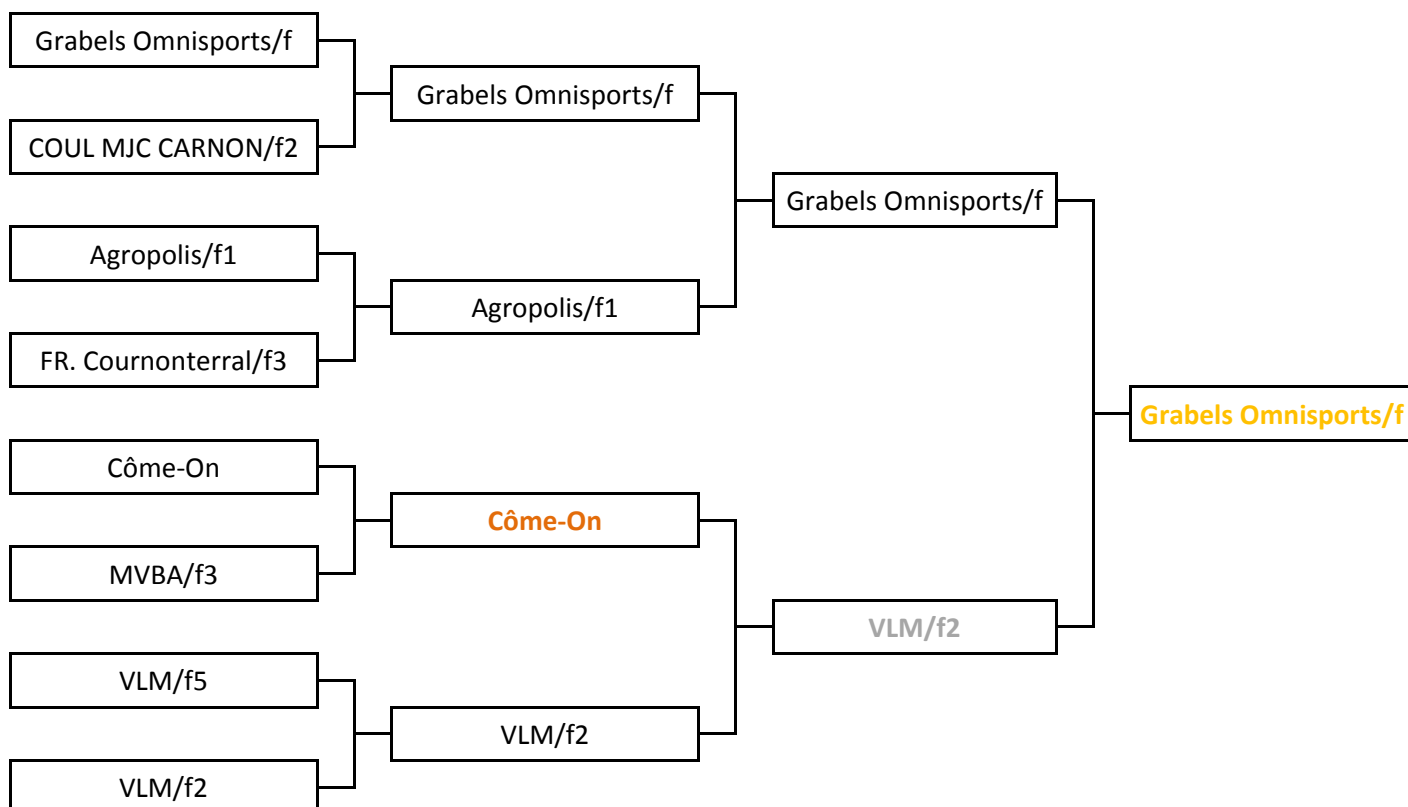 Grabels Omnisports/f
COUL MJC CARNON/f2
Agropolis/f1
FR. Cournonterral/f3
Côme-On
MVBA/f3
VLM/f5
VLM/f2
Grabels Omnisports/f
Agropolis/f1
Côme-On
VLM/f2
Grabels Omnisports/f
VLM/f2
Grabels Omnisports/f